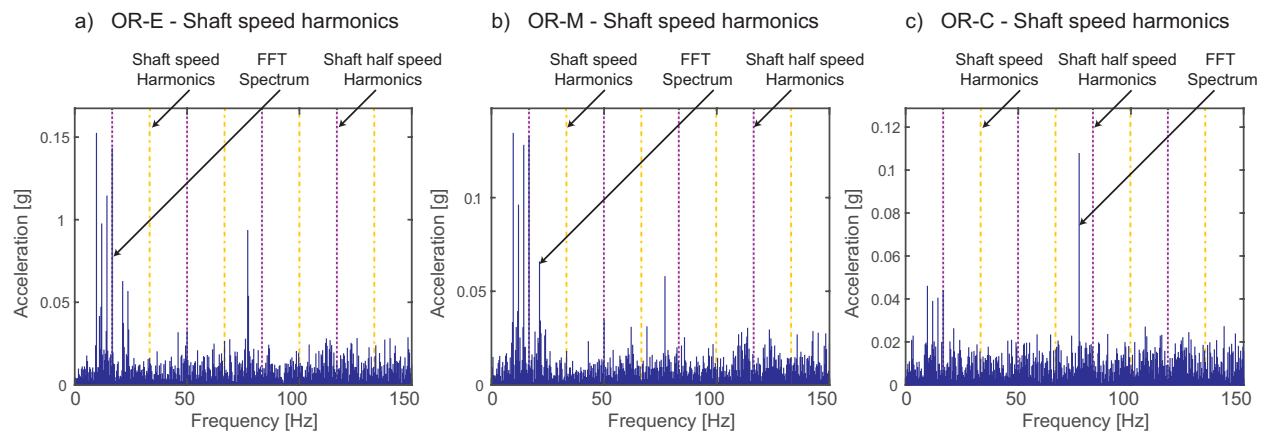 a) OR-E - Shaft speed harmonics
Shaft speed
Harmonics
FFT
Spectrum
Shaft half speed
Harmonics
0.15
1
0.05
0
Acceleration [g]
0
50
100
150
Frequency [Hz]
b) OR-M - Shaft speed harmonics
Shaft speed
Harmonics
FFT
Spectrum
Shaft half speed
Harmonics
0.1
0.05
0
Acceleration [g]
0
50
100
150
Frequency [Hz]
c) OR-C - Shaft speed harmonics
Shaft speed
Harmonics
Shaft half speed
Harmonics
FFT
Spectrum
0.12
0.1
0.08
0.06
0.04
0.02
0
Acceleration [g]
0
50
100
150
Frequency [Hz]